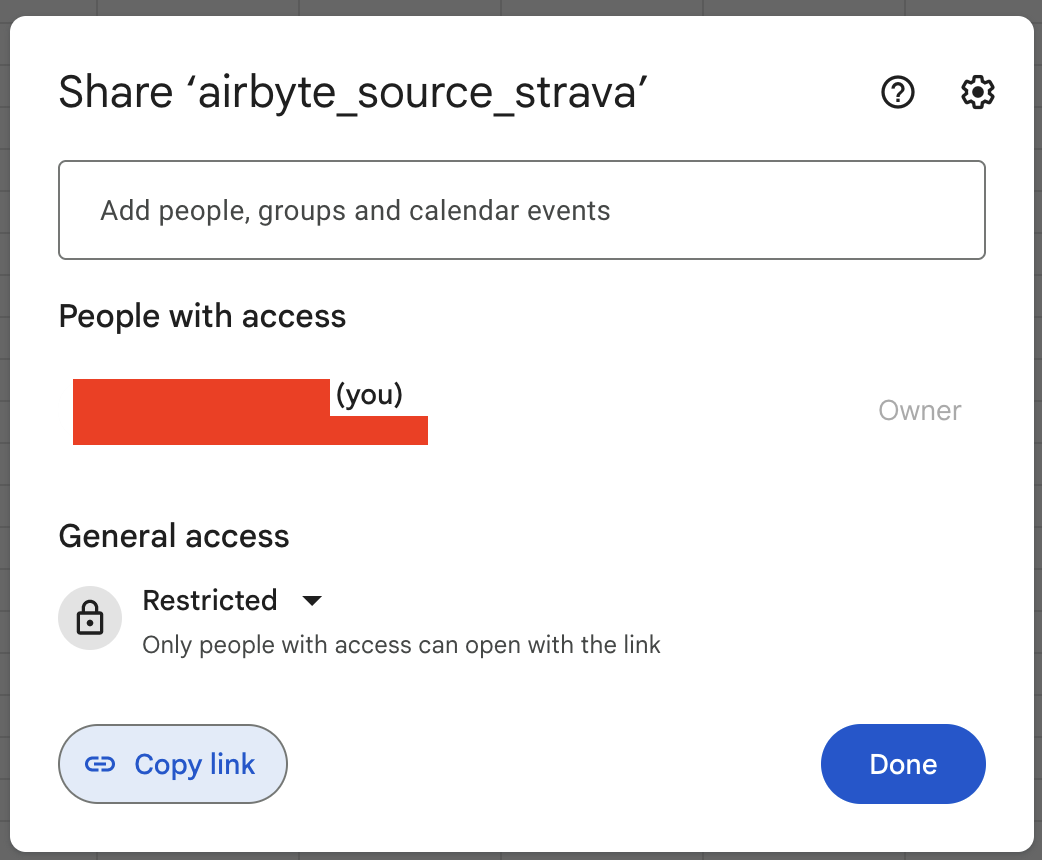 Share ‘airbyte_source_strava’
Add people, groups and calendar events
People with access
(you)
Owner
General access
Restricted
Only people with access can open with the link
Copy link
Done